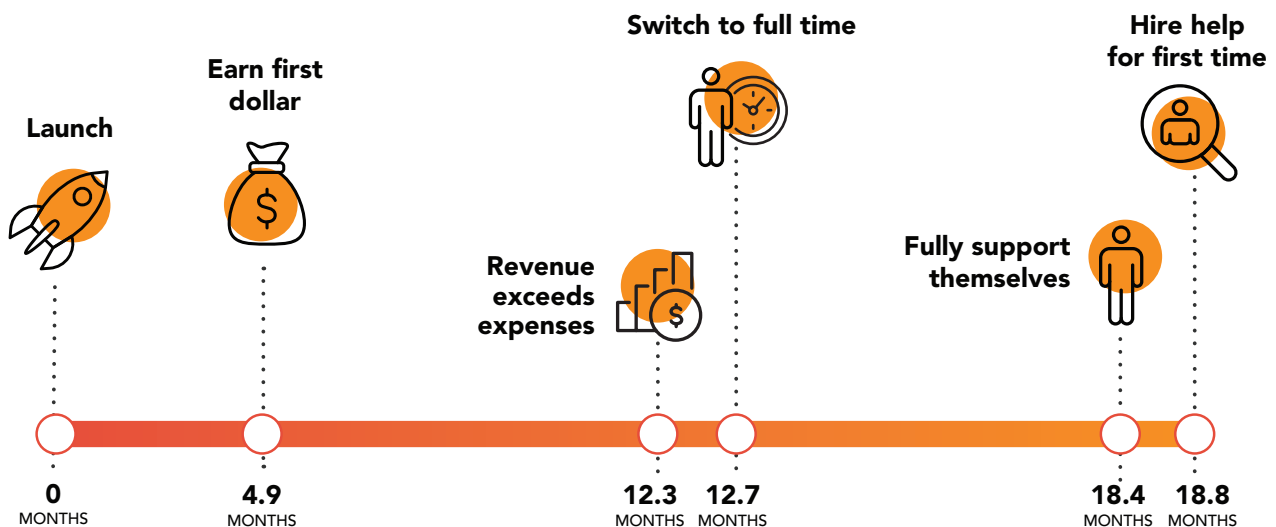 Launch
Earn first
dollar
$
Revenue
exceeds
expenses
$
Switch to full time
Fully support
themselves
Hire help
for first time
0
MONTHS
4.9
MONTHS
12.3
MONTHS
12.7
MONTHS
18.4
MONTHS
18.8
MONTHS